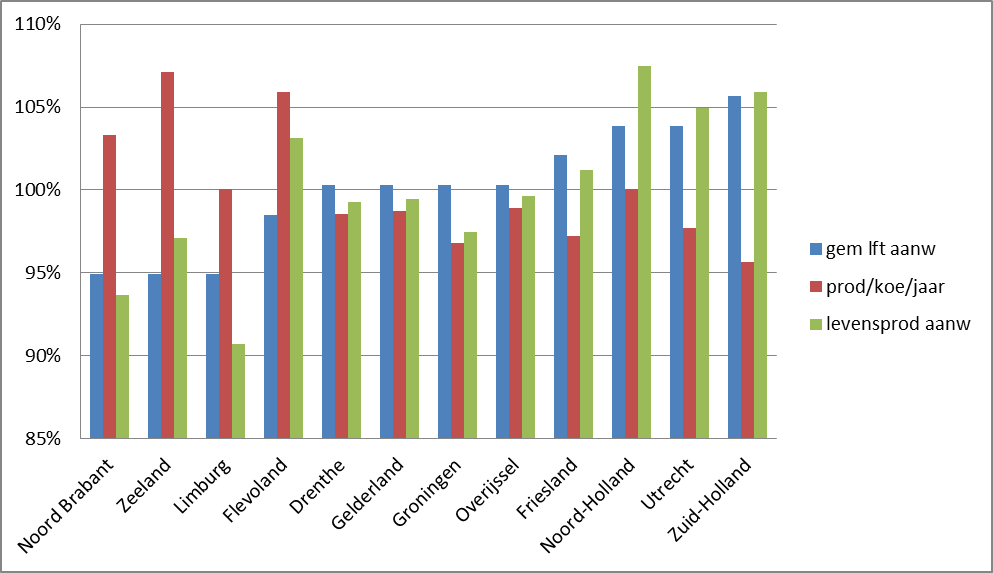 110%
105%
100%
95%
90%
85%
Noord Brabant
Zeeland
Limburg
Flevoland
Drenthe
Gelderland
Groningen
Overijssel
Friesland
Noord-Holland
Utrecht
Zuid-Holland
gem lft aanw
prod/koe/jaar
levensprod aanw